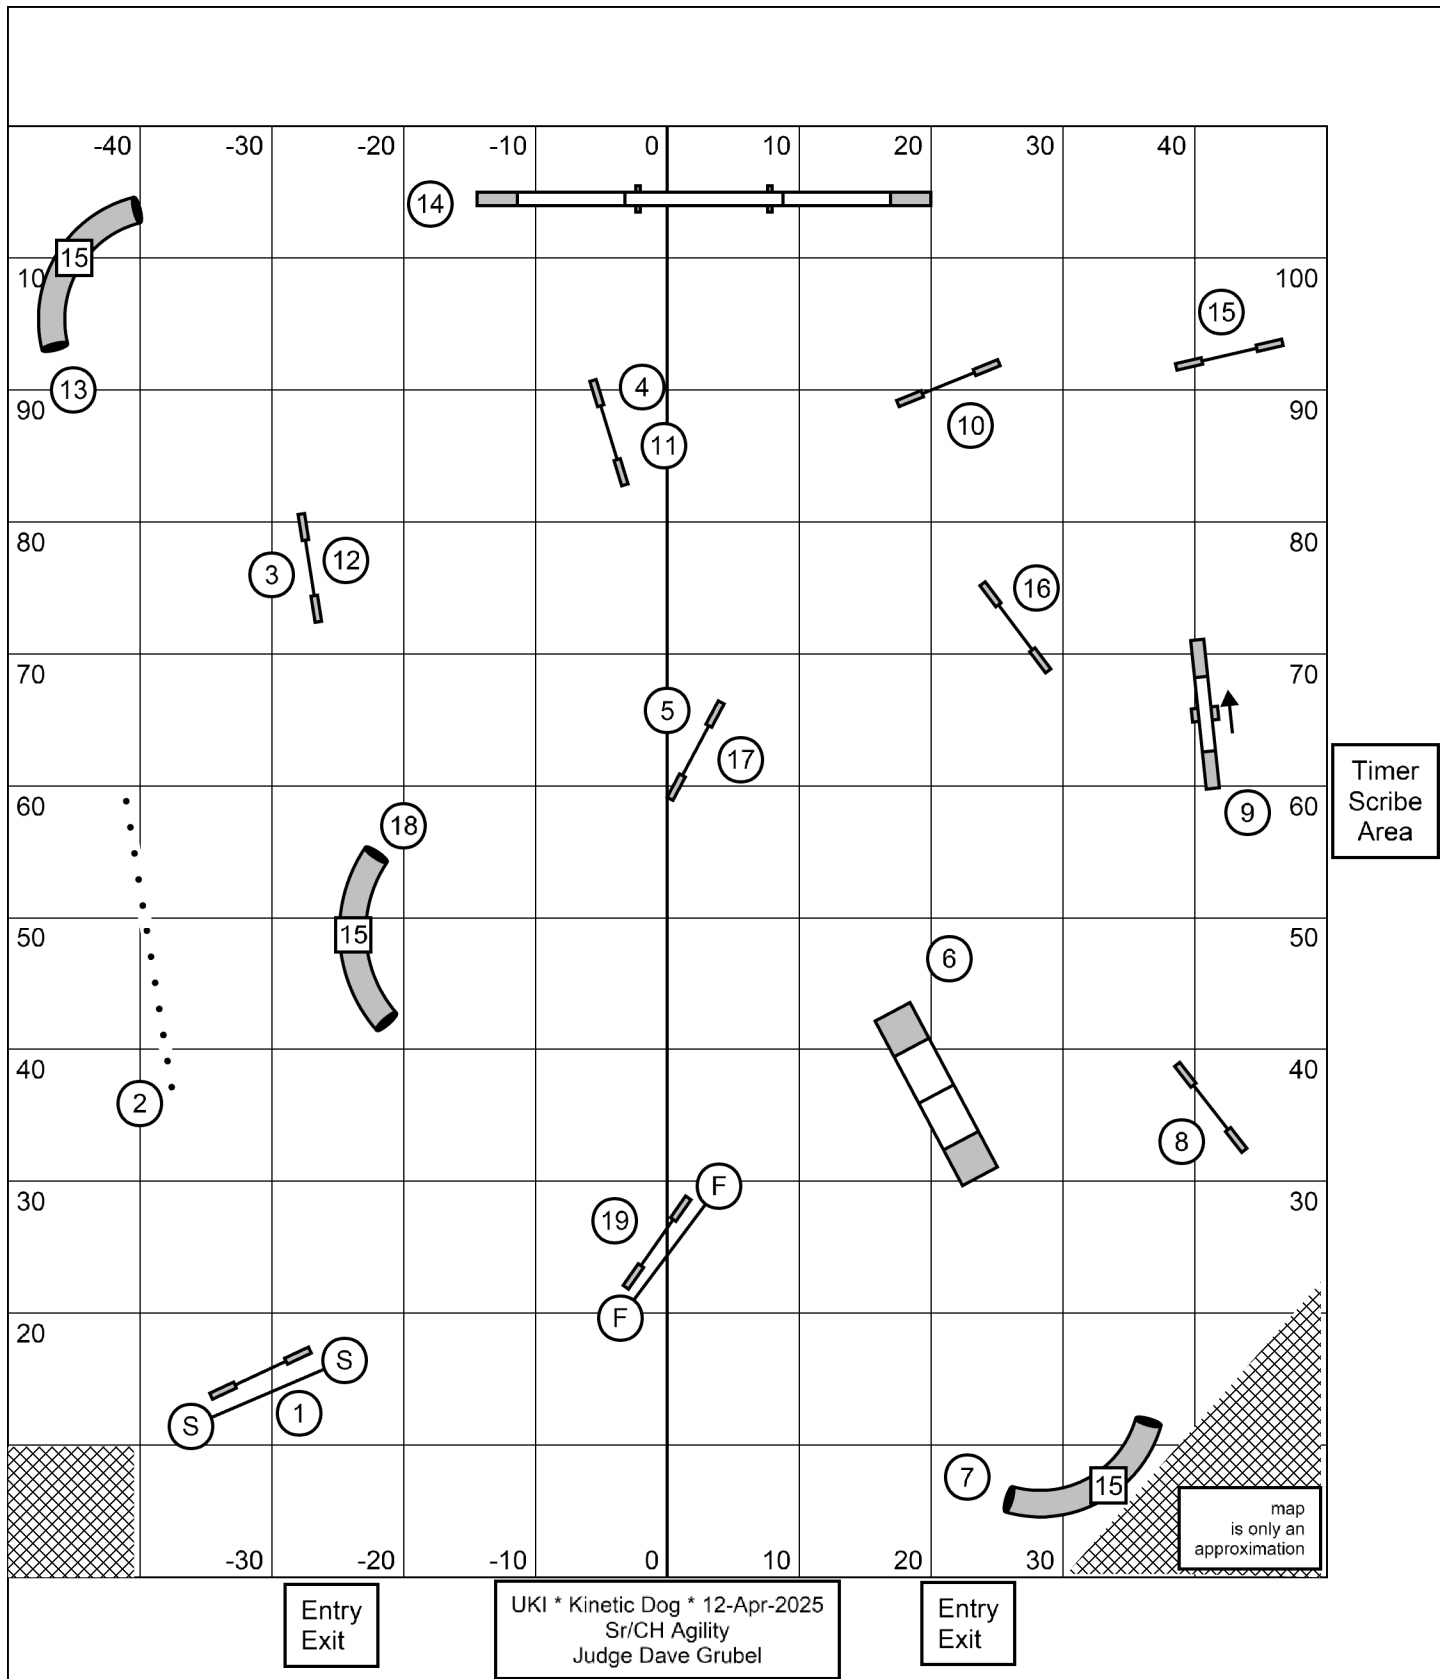 -40 -30 -20 -10 0 10 20 30 40
14
15
10 100
15
13
4
90 10 90
11
80 80
3 12
16
70 70
5
17
60 60
9
Timer
Scribe
Area
18
50 15 50
6
40 40
2
8
30 F 30
19
F
20
S
S 1
7 15
map
is only an
approximation
-30 -20 -10 0 10 20 30
Entry
Exit
UKI * Kinetic Dog * 12-Apr-2025
Sr/CH Agility
Judge Dave Grubel
Entry
Exit